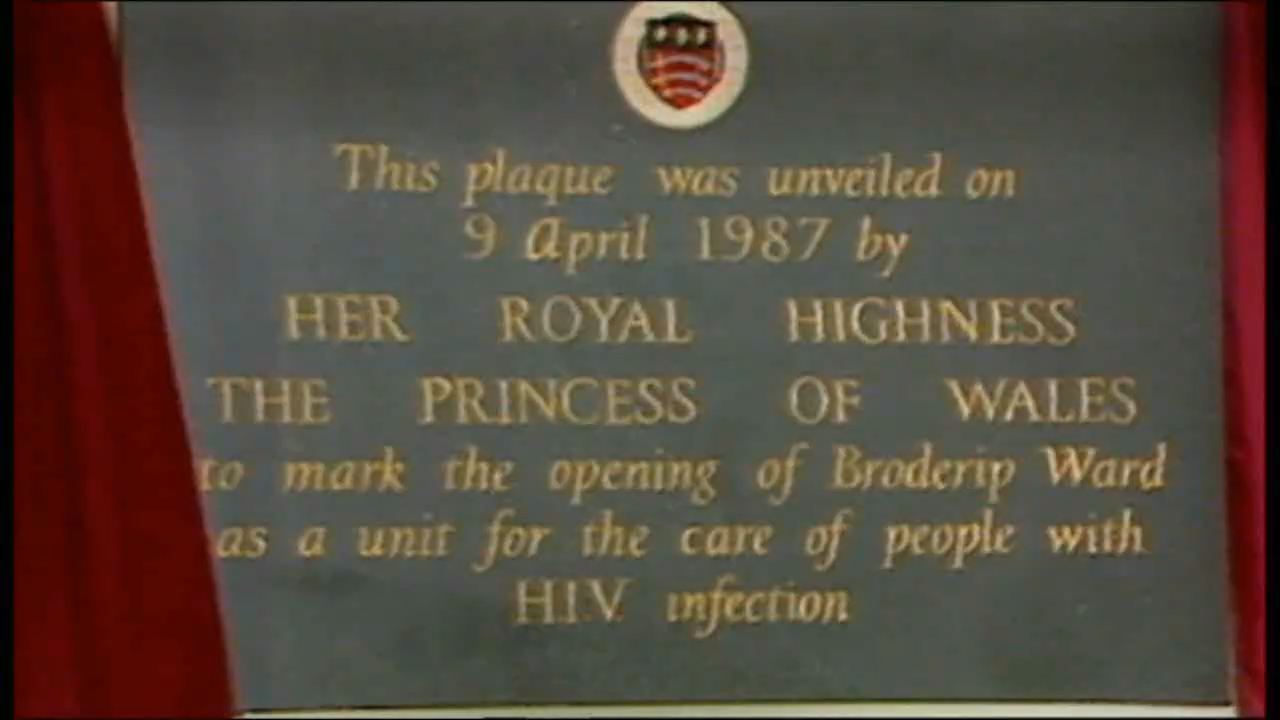 This plaque was unveiled on
9 April 1987 by
HER ROYAL HIGHNESS
THE PRINCESS OF WALES
to mark the opening of Broderip Ward
as a unit for the care of people with
H.I.V. infection